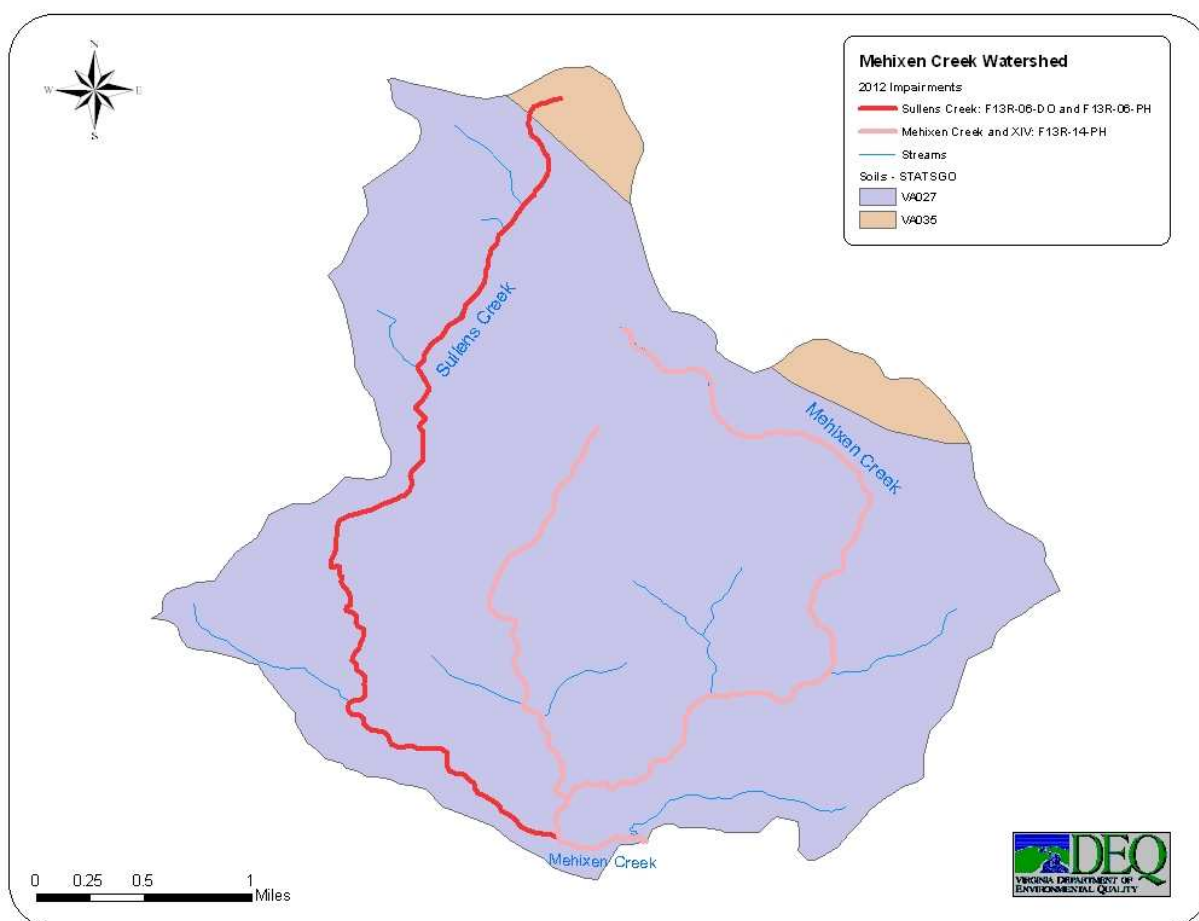 N
W
E
S
Mehixen Creek Watershed
2012 Impairments
Sullens Creek: F13R-06-DO and F13R-06-PH
Mehixen Creek and XIV: F13R-14-PH
Streams
Soils - STATSGO
VA027
VA035
Sullens Creek
Mehixen Creek
Mehixen Creek
0 0.25 0.5 1
Miles
DEQ
VIRGINIA DEPARTMENT OF
ENVIRONMENTAL QUALITY